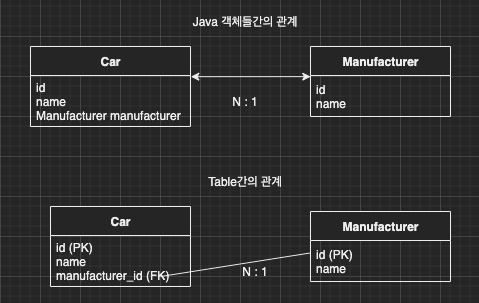 Java 객체들간의 관계
Car
id
name
Manufacturer manufacturer
N : 1
Manufacturer
id
name
Table간의 관계
Car
id (PK)
name
manufacturer_id (FK)
N : 1
Manufacturer
id (PK)
name